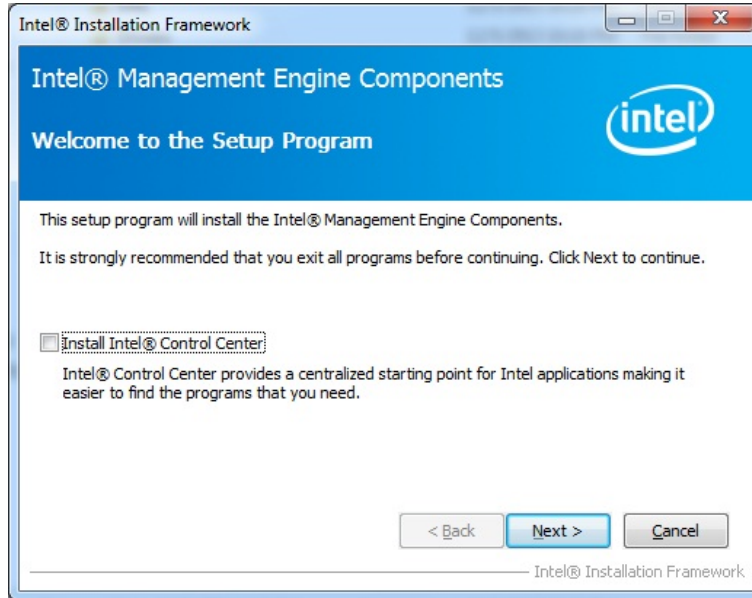 Intel® Installation Framework
Intel® Management Engine Components
intel
Welcome to the Setup Program
This setup program will install the Intel® Management Engine Components.
It is strongly recommended that you exit all programs before continuing. Click Next to continue.
Install Intel® Control Center
Intel® Control Center provides a centralized starting point for Intel applications making it
easier to find the programs that you need.
< Back
Next >
Cancel
Intel® Installation Framework